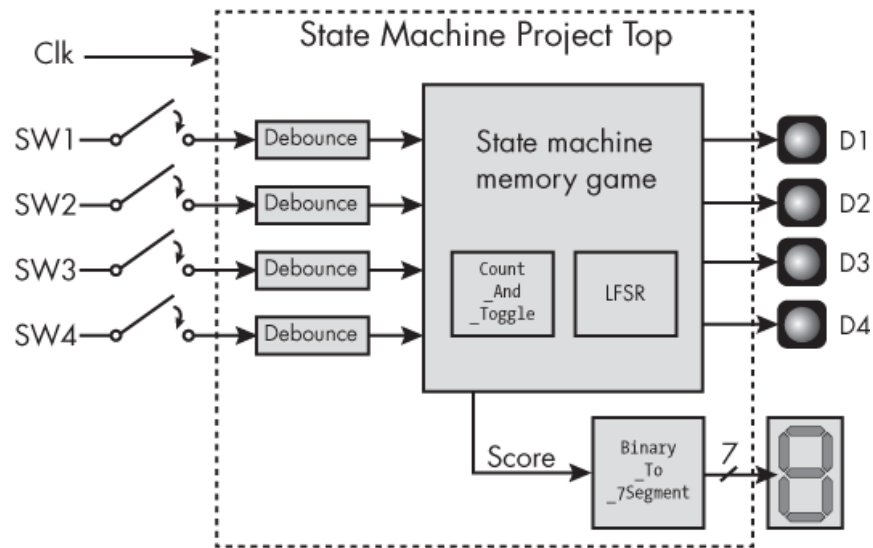 State Machine Project Top
Clk
SW1
Debounce
State machine
memory game
D1
SW2
Debounce
D2
SW3
Debounce
Count
_And
_Toggle
LFSR
D3
SW4
Debounce
D4
Score
Binary
_To
_7Segment
7